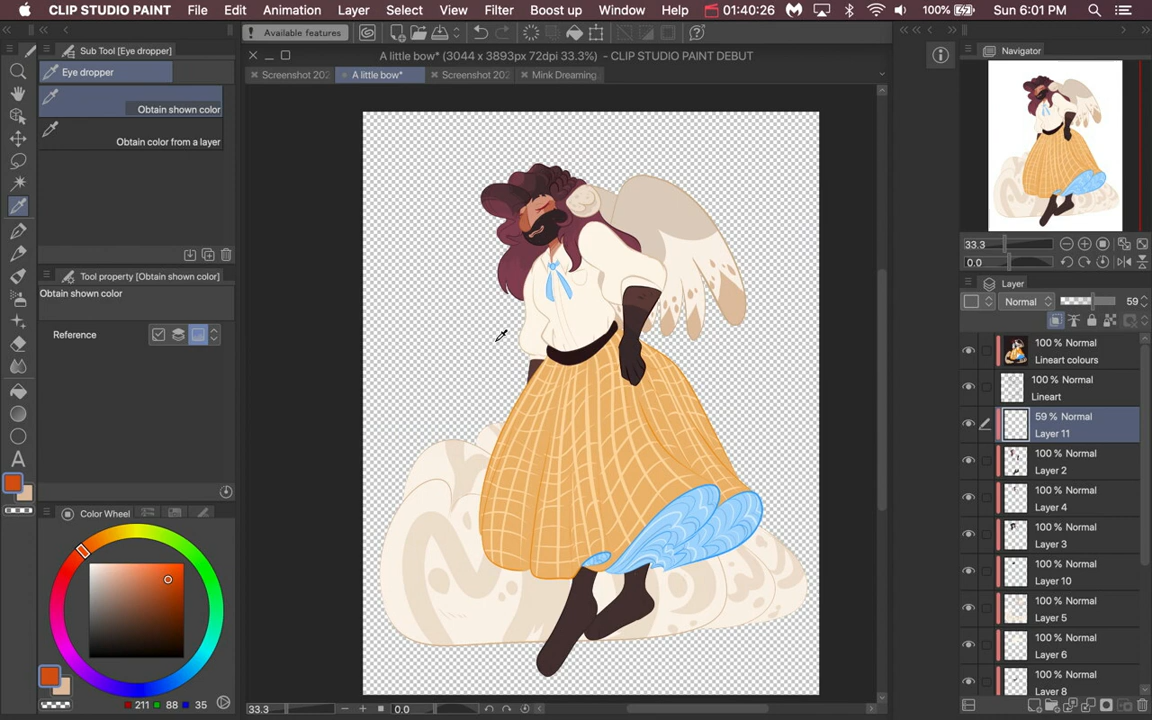 CLIP STUDIO PAINT File Edit Animation Layer Select View Filter Boost up Window Help 01:40:26 100% Sun 6:01 PM
Sub Tool [Eye dropper]
Eye dropper
Obtain shown color
Obtain color from a layer
Tool property [Obtain shown color]
Obtain shown color
Reference
Color Wheel
211 88 35
Available features
A little bow* (3044 x 3893px 72dpi 33.3%) - CLIP STUDIO PAINT DEBUT
Screenshot 202 A little bow* Screenshot 202 Mink Dreaming
33.3 0.0
Navigator
33.3
0.0
Layer
Normal 59
100 % Normal
Lineart colours
100 % Normal
Lineart
59 % Normal
Layer 11
100 % Normal
Layer 2
100 % Normal
Layer 4
100 % Normal
Layer 3
100 % Normal
Layer 10
100 % Normal
Layer 5
100 % Normal
Layer 6
100 % Normal
Layer 8